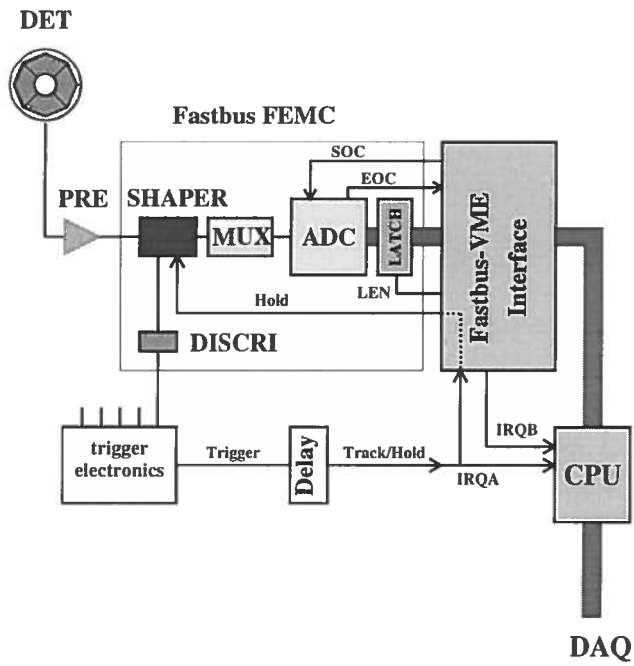 DET
Fastbus FEMC
SOC
EOC
PRE
SHAPER
MUX
ADC
LATCH
Fastbus-VME
Interface
LEN
Hold
DISCRI
IRQB
trigger
electronics
Trigger
Delay
Track/Hold
IRQA
CPU
DAQ